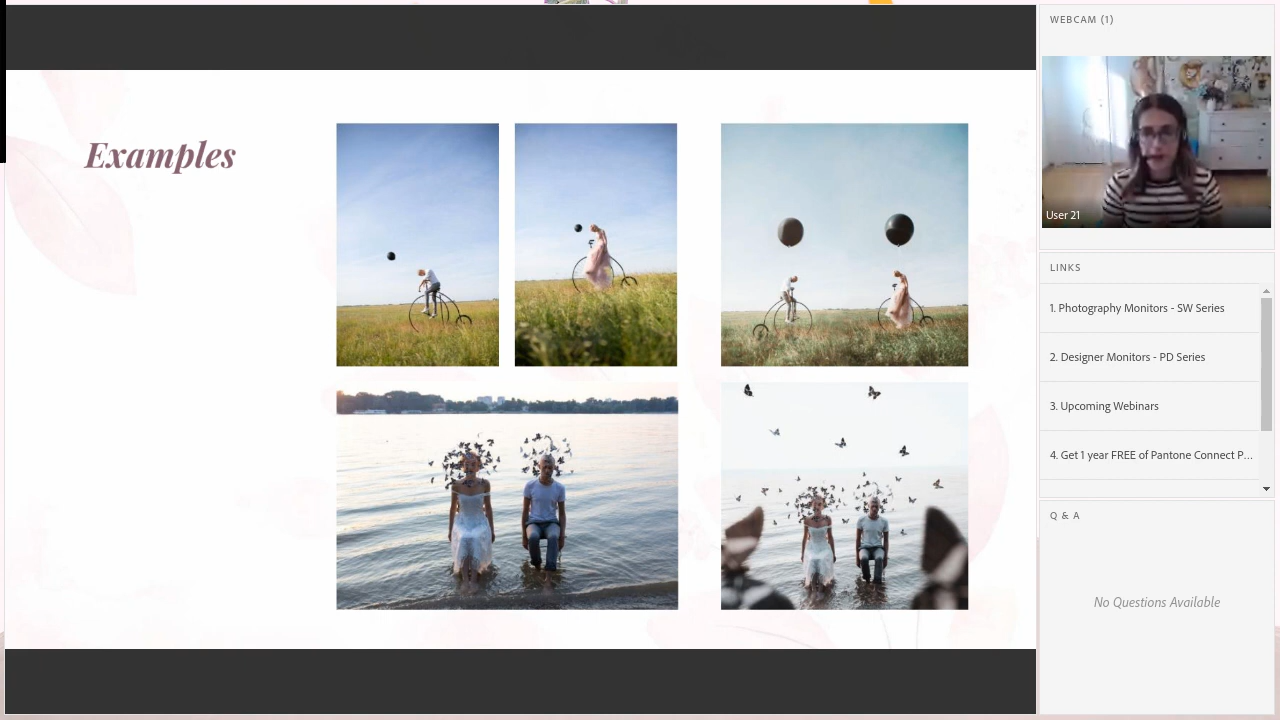 Examples
WEBCAM (1)
User 21
LINKS
1. Photography Monitors - SW Series
2. Designer Monitors - PD Series
3. Upcoming Webinars
4. Get 1 year FREE of Pantone Connect P...
Q & A
No Questions Available